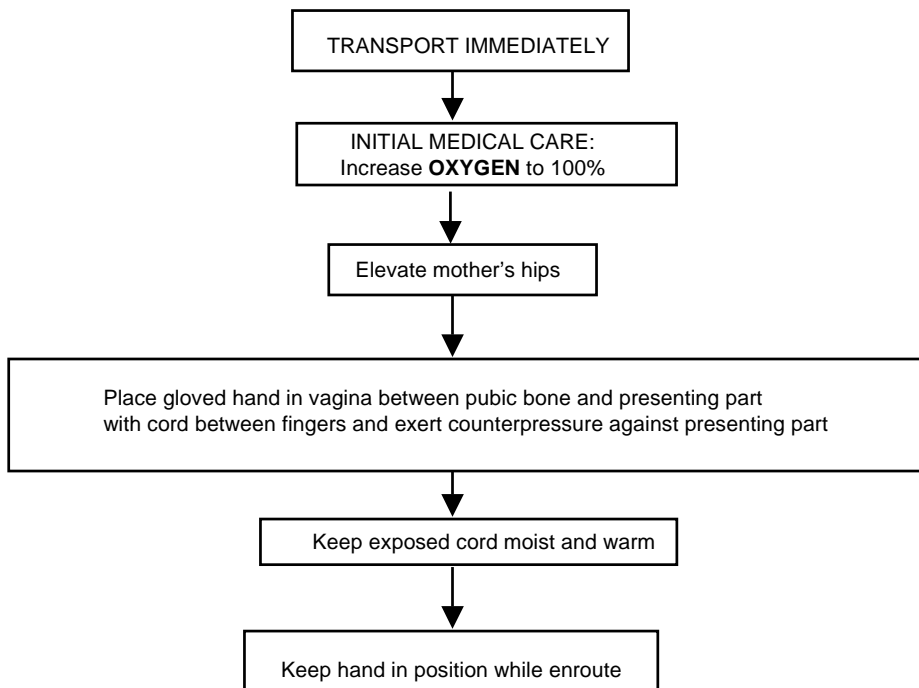 TRANSPORT IMMEDIATELY
INITIAL MEDICAL CARE:
Increase OXYGEN to 100%
Elevate mother’s hips
Place gloved hand in vagina between pubic bone and presenting part
with cord between fingers and exert counterpressure against presenting part
Keep exposed cord moist and warm
Keep hand in position while enroute